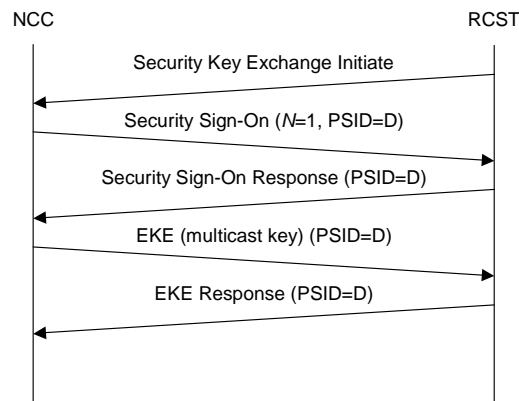 NCC
RCST
Security Key Exchange Initiate
Security Sign-On (N=1, PSID=D)
Security Sign-On Response (PSID=D)
EKE (multicast key) (PSID=D)
EKE Response (PSID=D)